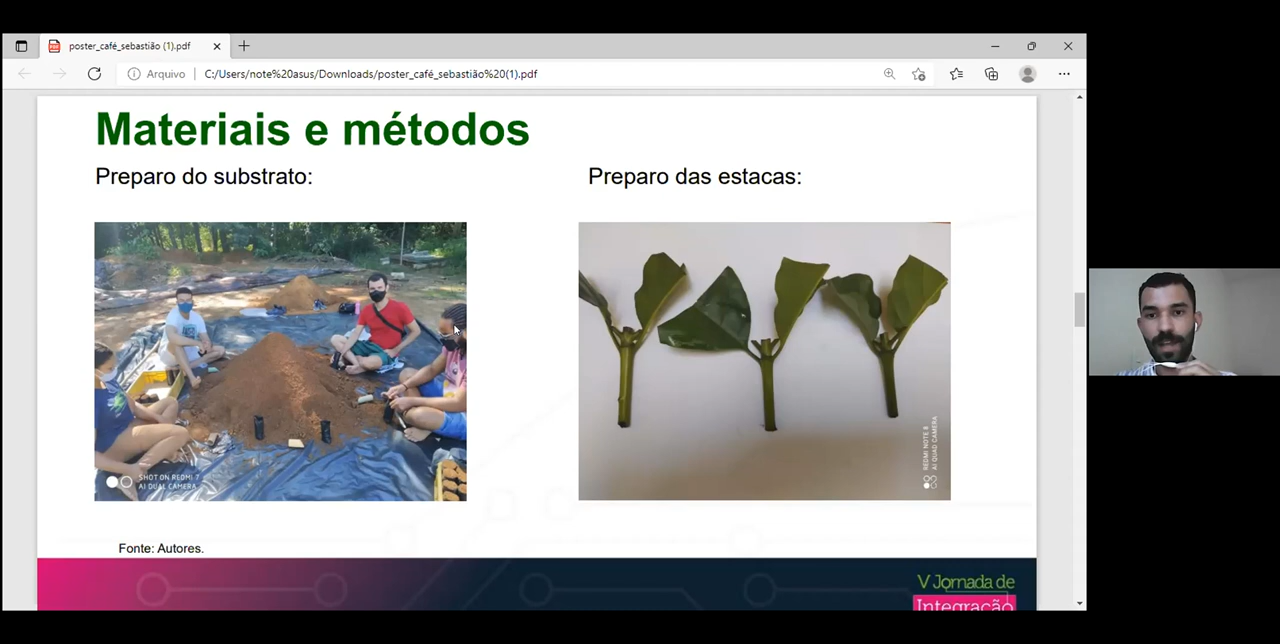 poster_café_sebastião (1).pdf
Arquivo
C:/Users/note%20asus/Downloads/poster_café_sebastião%20(1).pdf
Materiais e métodos
Preparo do substrato:
Preparo das estacas:
SHOT ON REDMI 7
AI DUAL CAMERA
REDMI NOTE 8
AI QUAD CAMERA
Fonte: Autores.
V Jornada de
Integração